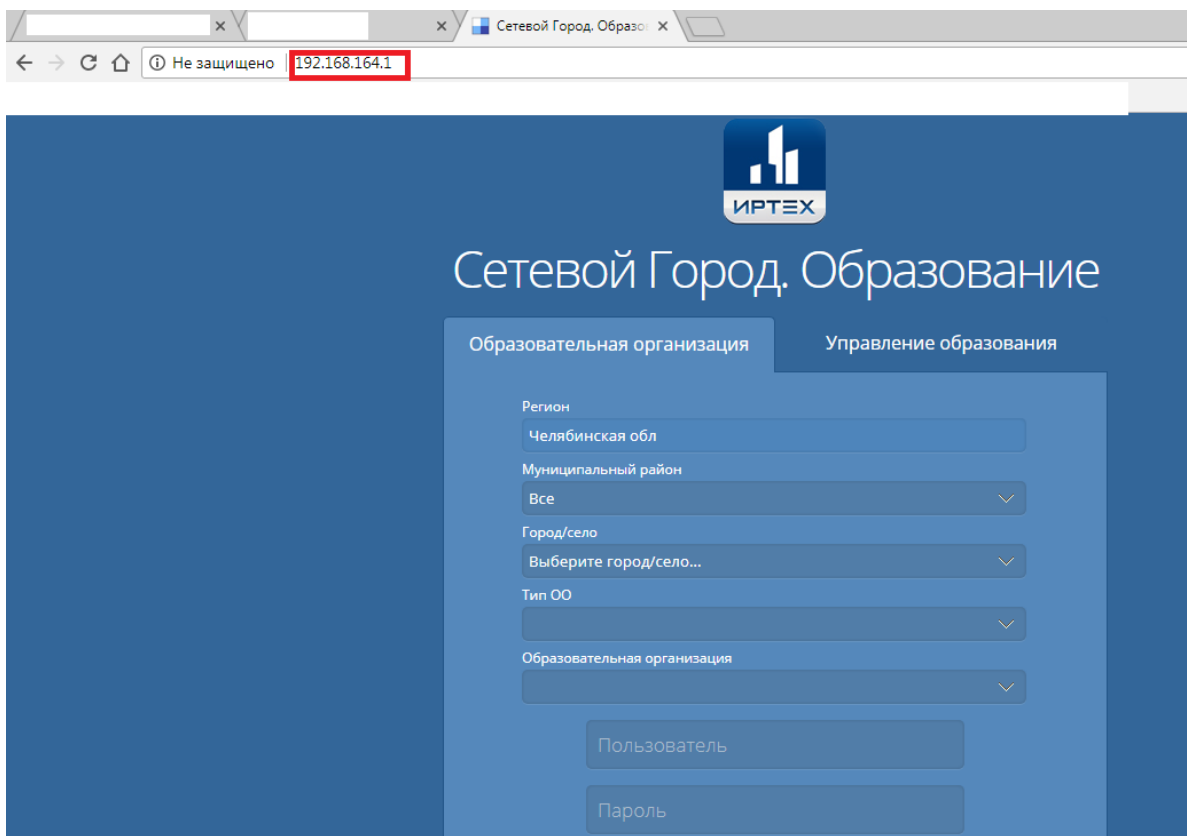 Сетевой Город. Образо
Не защищено 192.168.164.1
ИРТЕХ
Сетевой Город. Образование
Образовательная организация Управление образования
Регион
Челябинская обл
Муниципальный район
Все
Город/село
Выберите город/село...
Тип ОО
Образовательная организация
Пользователь
Пароль